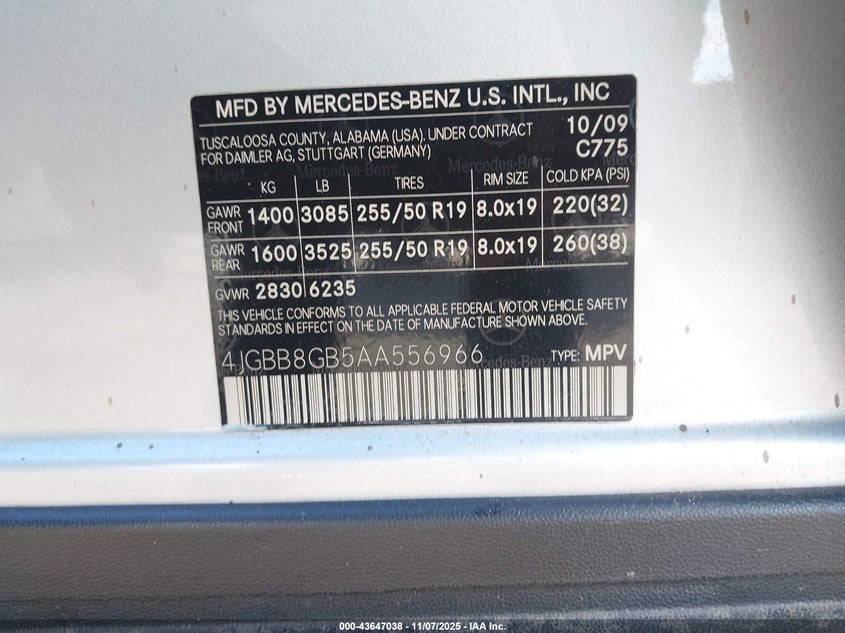 MFD BY MERCEDES-BENZ U.S. INTL., INC
TUSCALOOSA COUNTY, ALABAMA (USA). UNDER CONTRACT
FOR DAIMLER AG, STUTTGART (GERMANY)
10/09
C775
KG LB TIRES RIM SIZE COLD KPA (PSI)
GAWR FRONT 1400 3085 255/50 R19 8.0x19 220(32)
GAWR REAR 1600 3525 255/50 R19 8.0x19 260(38)
GVWR 2830 6235
THIS VEHICLE CONFORMS TO ALL APPLICABLE FEDERAL MOTOR VEHICLE SAFETY
STANDARDS IN EFFECT ON THE DATE OF MANUFACTURE SHOWN ABOVE.
4JGBB8GB5AA556966 TYPE: MPV
000-43647038 - 11/07/2025 - IAA Inc.